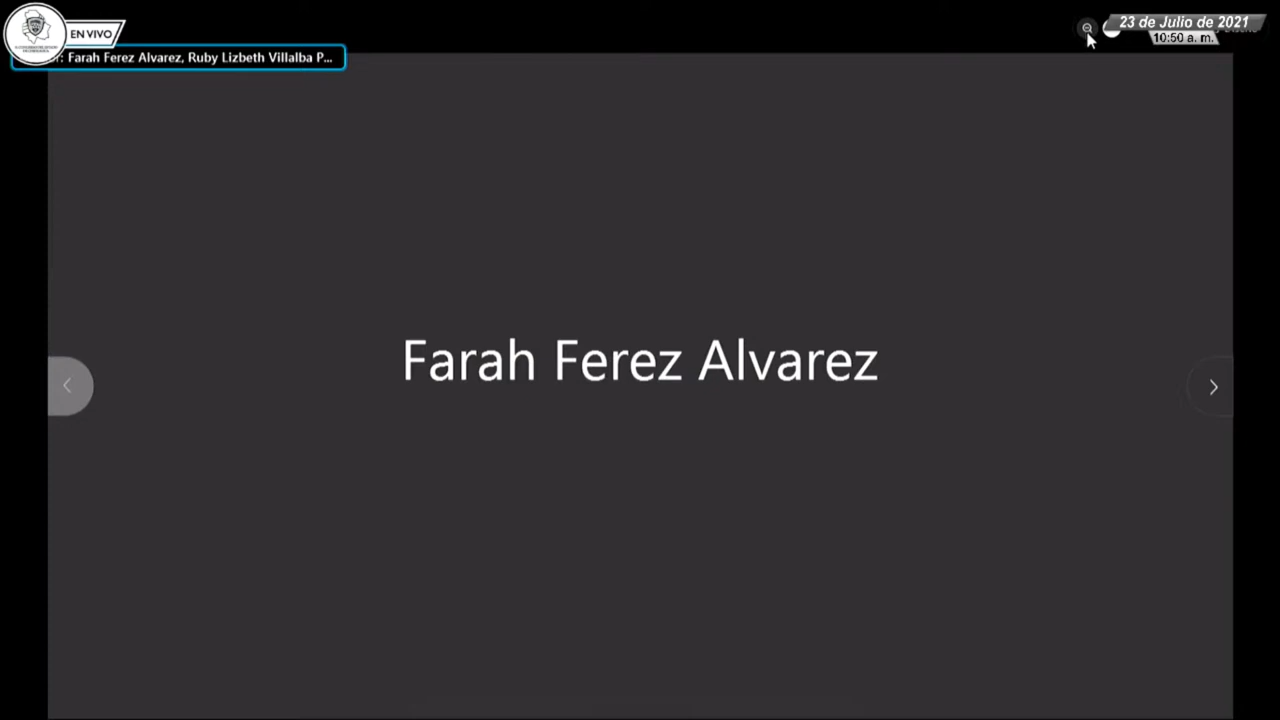 EN VIVO
23 de Julio de 2021
10:50 a. m.
: Farah Ferez Alvarez, Ruby Lizbeth Villalba P...
Farah Ferez Alvarez